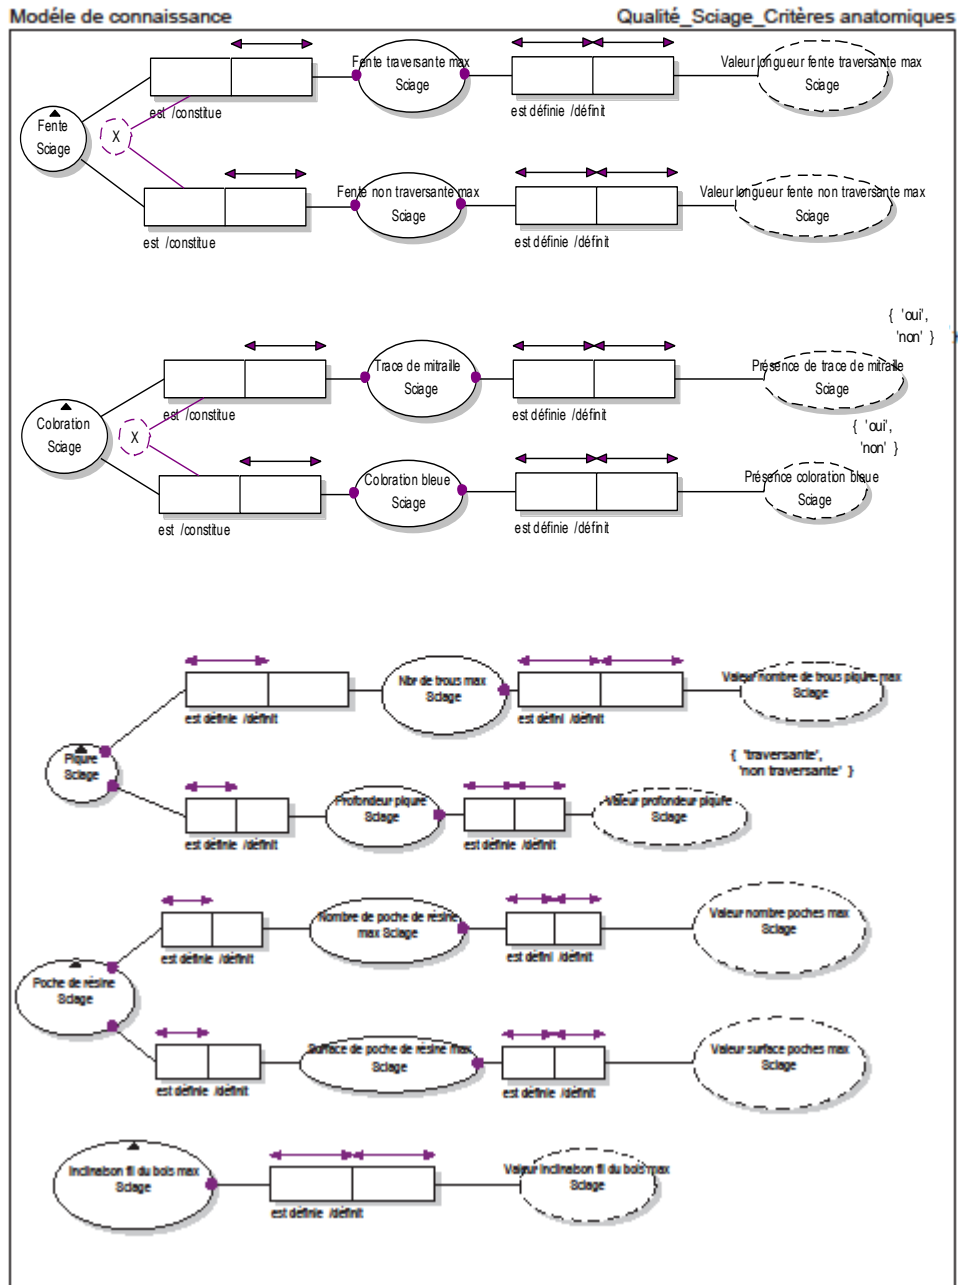 Modéle de connaissance
Qualité_Sciage_Critères anatomiques
Fente traversante max
Sciage
Valeur longueur fente traversante max
Sciage
est /constitue
est définie /définit
Fente
Sciage
X
Fente non traversante max
Sciage
Valeur longueur fente non traversante max
Sciage
est /constitue
est définie /définit
{ 'oui',
'non' } }
Trace de mitraille
Sciage
Présence de trace de mitraille
Sciage
est /constitue
est définie /définit
Coloration
Sciage
X
{ 'oui',
'non' }
Coloration bleue
Sciage
Présence coloration bleue
Sciage
est /constitue
est définie /définit
Nbr de trous max
Sciage
Valeur nombre de trous piqure max
Sciage
est définie /définit
est défini /définit
Piqure
Sciage
{ 'traversante',
'non traversante' }
Profondeur piqure
Sciage
Valeur profondeur piqure
Sciage
est définie /définit
est défini /définit
Nombre de poche de résine
max Sciage
Valeur nombre poches max
Sciage
est définie /définit
est défini /définit
Poche de résine
Sciage
Surface de poche de résine max
Sciage
Valeur surface poches max
Sciage
est définie /définit
est définie /définit
Inclinaison fil du bois max
Sciage
Valeur inclinaison fil du bois max
Sciage
est définie /définit